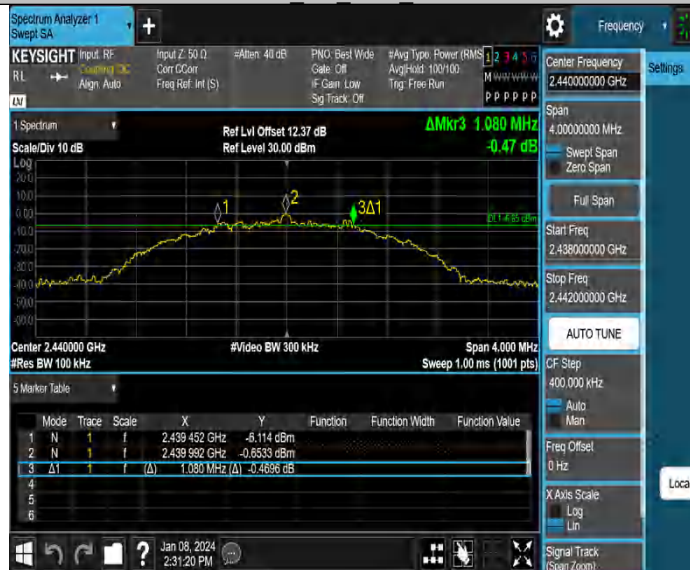 Spectrum Analyzer 1
Swept SA
+
Frequency
KEYSIGHT
Input: RF
Coupling: DC
Align: Auto
Input Z: 50 Ω
Corr CCorr
Freq Ref: Int (S)
#Atten: 40 dB
PNO: Best Wide
Gate: Off
IF Gain: Low
Sig Track: Off
#Avg Type: Power (RMS
Avg|Hold: 100/100
Trig: Free Run
1 2 3 4 5 6
M W W W W W
P P P P P P
RL
LXI
Center Frequency
2.440000000 GHz
Settings
Span
4.00000000 MHz
Swept Span
Zero Span
Full Span
Start Freq
2.438000000 GHz
Stop Freq
2.442000000 GHz
AUTO TUNE
CF Step
400.000 kHz
Auto
Man
Freq Offset
0 Hz
X Axis Scale
Log
Lin
Signal Track
(Span Zoom)
Local
1 Spectrum
Scale/Div 10 dB
Ref Lvl Offset 12.37 dB
Ref Level 30.00 dBm
ΔMkr3 1.080 MHz
-0.47 dB
Log
20.0
10.0
0.00
-10.0
-20.0
-30.0
-40.0
-50.0
-60.0
1
2
3Δ1
DL1 -6.65 dBm
Center 2.440000 GHz
#Res BW 100 kHz
#Video BW 300 kHz
Span 4.000 MHz
Sweep 1.00 ms (1001 pts)
5 Marker Table
Mode Trace Scale X Y Function Function Width Function Value
1 N 1 f 2.439 452 GHz -6.114 dBm
2 N 1 f 2.439 992 GHz -0.6533 dBm
3 Δ1 1 f (Δ) 1.080 MHz (Δ) -0.4696 dB
4
5
6
?
Jan 08, 2024
2:31:20 PM